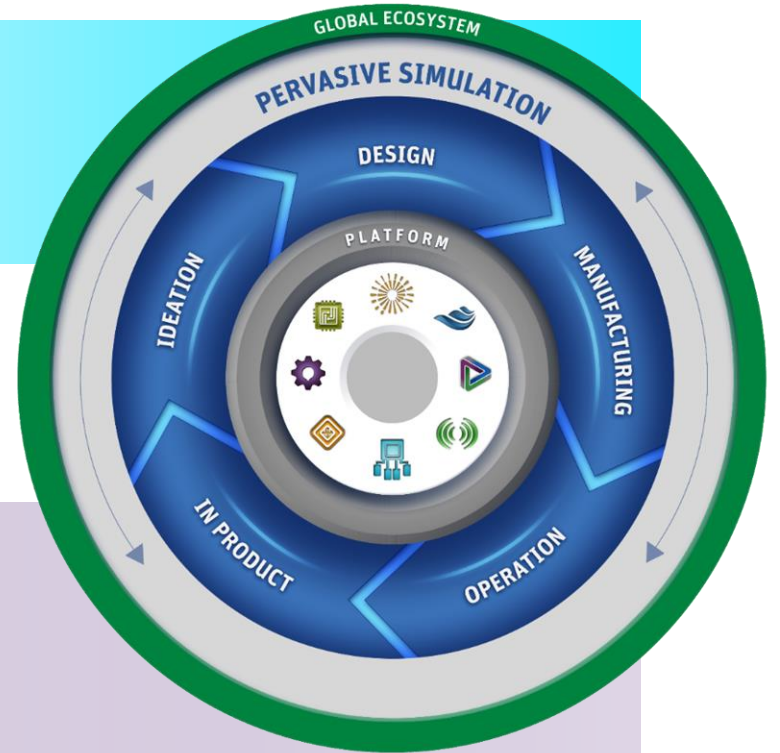 GLOBAL ECOSYSTEM
PERVASIVE SIMULATION
DESIGN
MANUFACTURING
OPERATION
IN PRODUCT
IDEATION
PLATFORM